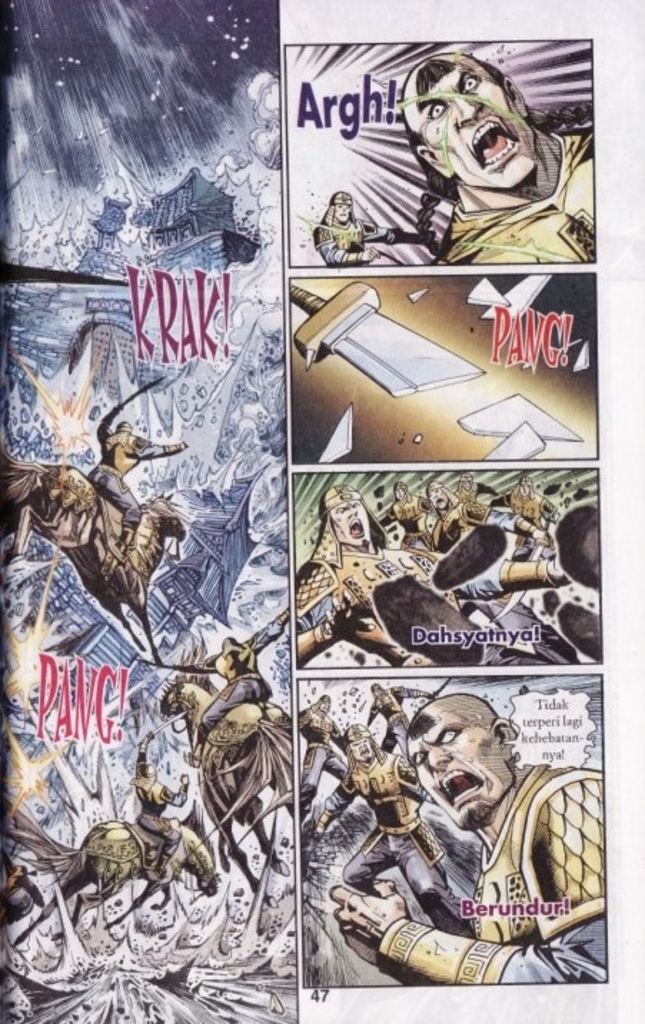 KRAK!
PANG!
Argh!
PANG!
Dahsyatnya!
Tidak
terperi lagi
kehebatan-
nya!
Berundur!
47